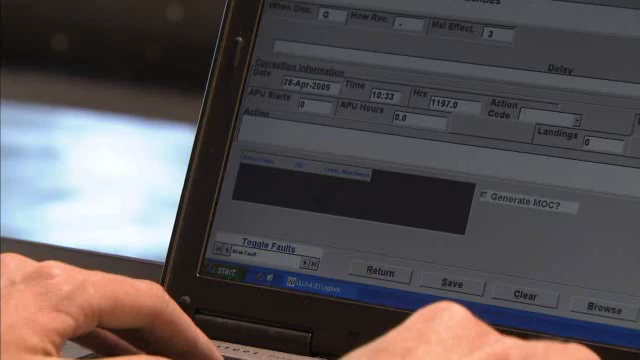 When Disc. G How Rec. - Mal Effect. 3
Delay
Correction Information
Date 28-Apr-2009 Time 10:33 Hrs 1197.0 Action Code
APU Starts 0 APU Hours 0.0 Landings 0
Action
Generate MOC?
Toggle Faults
New Fault
Return Save Clear Browse
start